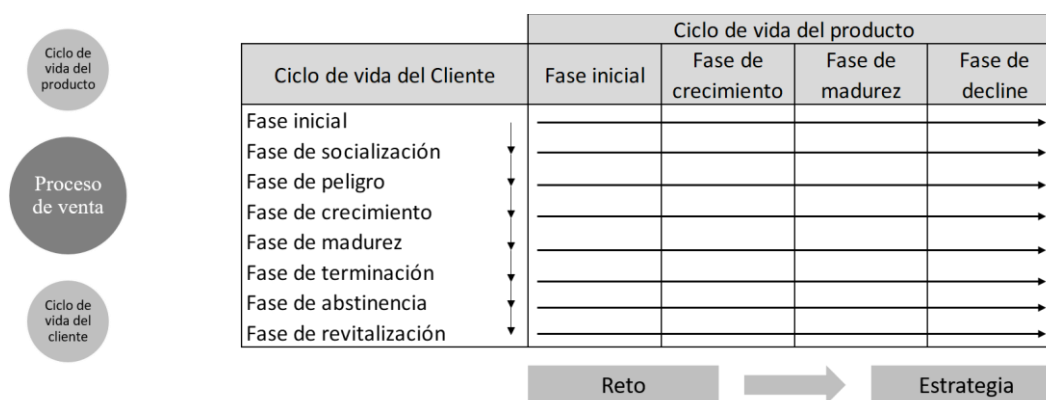 Ciclo de
vida del
producto
Proceso
de venta
Ciclo de
vida del
cliente
Ciclo de vida del producto
Ciclo de vida del Cliente
Fase inicial
Fase de
crecimiento
Fase de
madurez
Fase de
decline
Fase inicial
Fase de socialización
Fase de peligro
Fase de crecimiento
Fase de madurez
Fase de terminación
Fase de abstinencia
Fase de revitalización
Reto
Estrategia